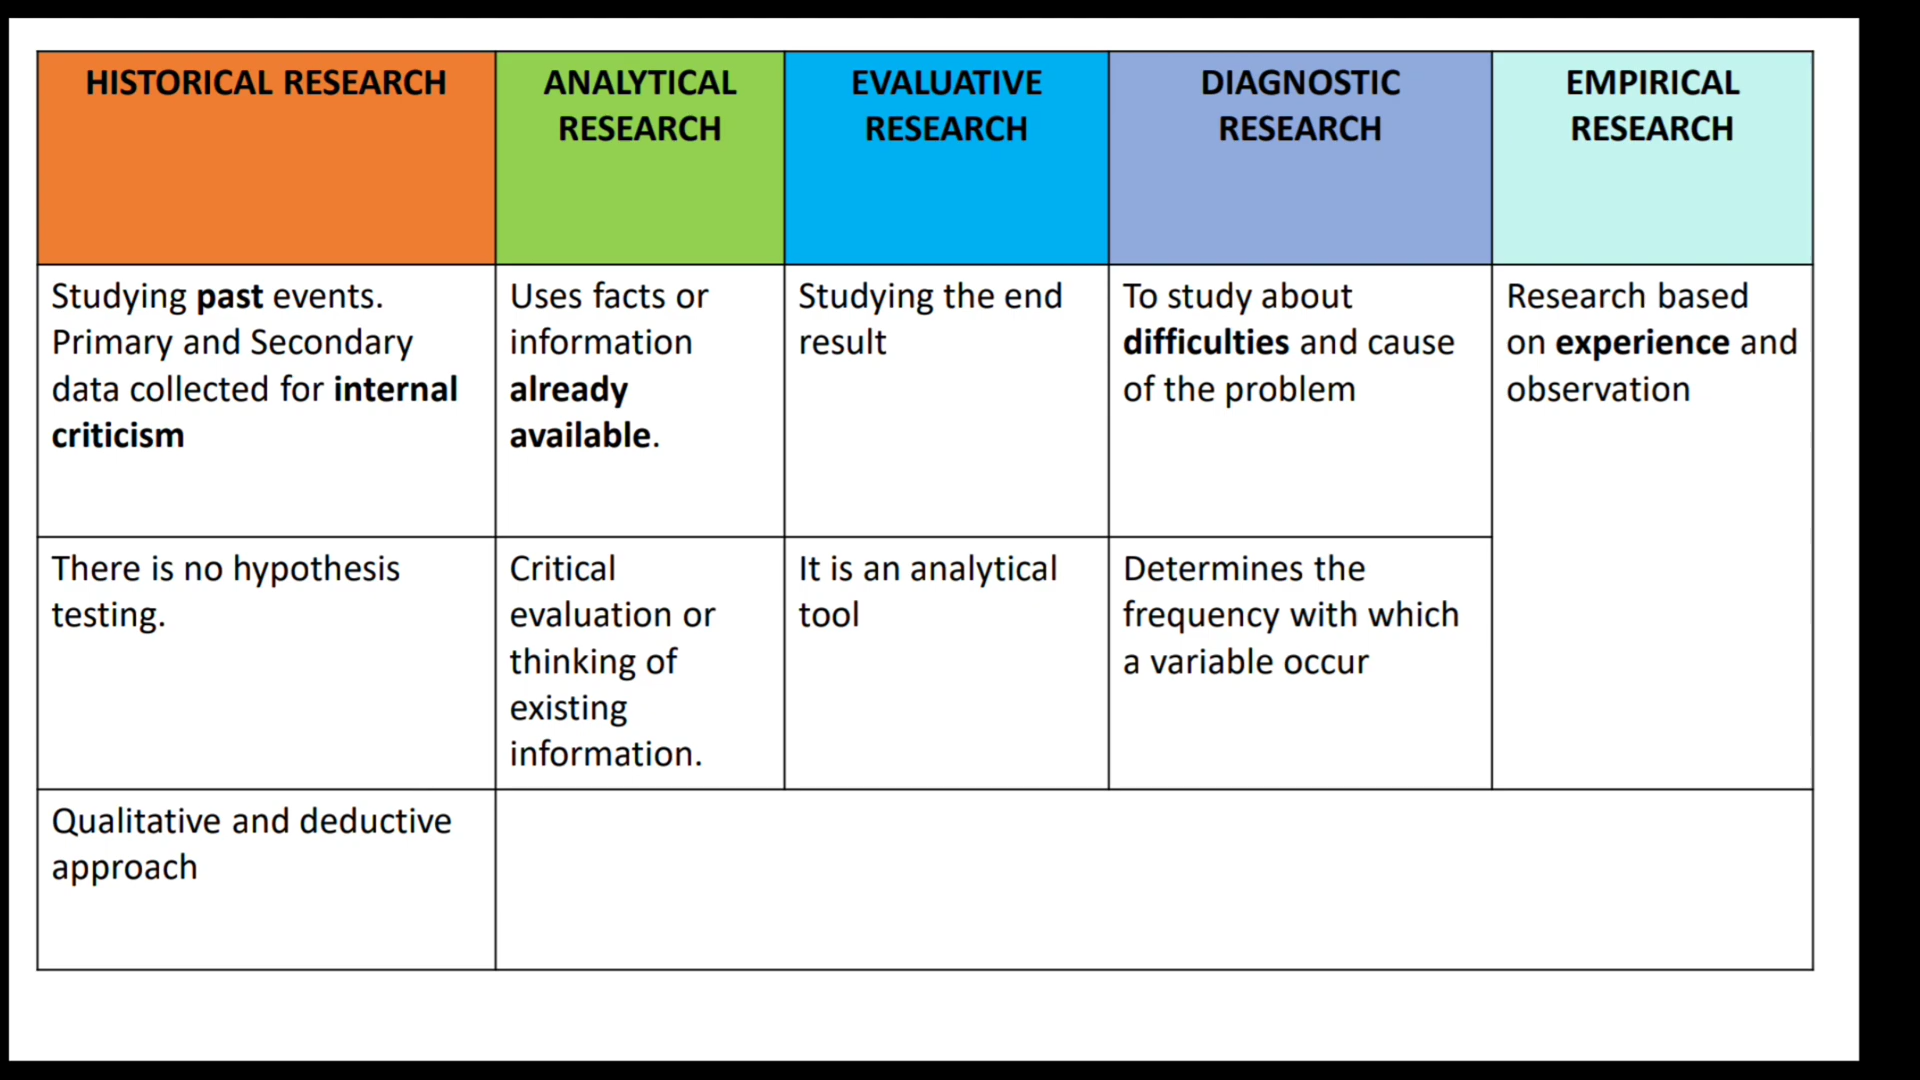 HISTORICAL RESEARCH
ANALYTICAL
RESEARCH
EVALUATIVE
RESEARCH
DIAGNOSTIC
RESEARCH
EMPIRICAL
RESEARCH
Studying past events.
Primary and Secondary
data collected for internal
criticism
Uses facts or
information
already
available.
Studying the end
result
To study about
difficulties and cause
of the problem
Research based
on experience and
observation
There is no hypothesis
testing.
Critical
evaluation or
thinking of
existing
information.
It is an analytical
tool
Determines the
frequency with which
a variable occur
Qualitative and deductive
approach